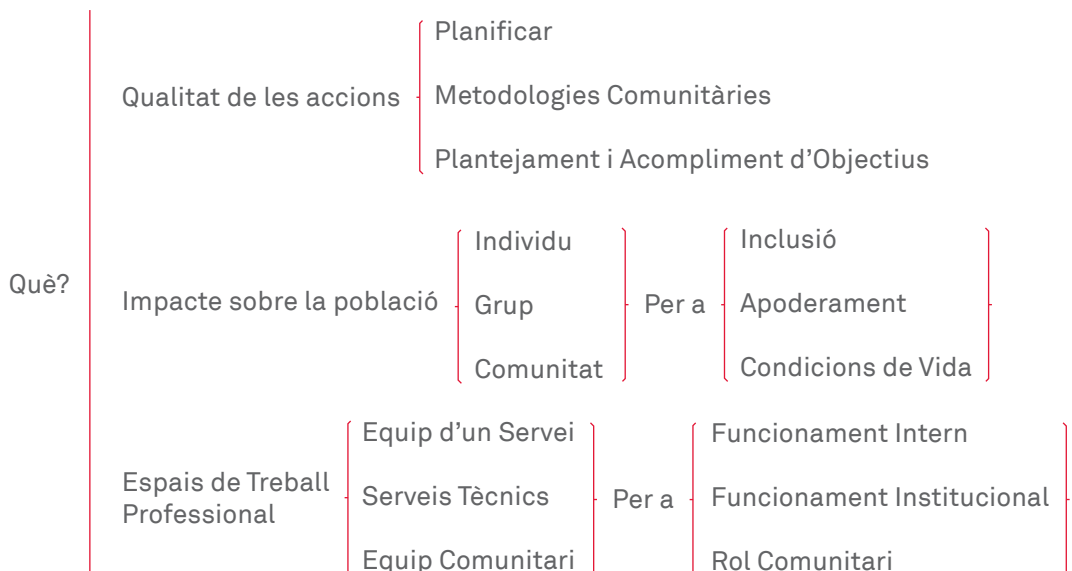 Què?
Qualitat de les accions
Planificar
Metodologies Comunitàries
Plantejament i Acompliment d’Objectius
Impacte sobre la població
Individu
Grup
Comunitat
Per a
Inclusió
Apoderament
Condicions de Vida
Espais de Treball
Professional
Equip d’un Servei
Serveis Tècnics
Equip Comunitari
Per a
Funcionament Intern
Funcionament Institucional
Rol Comunitari